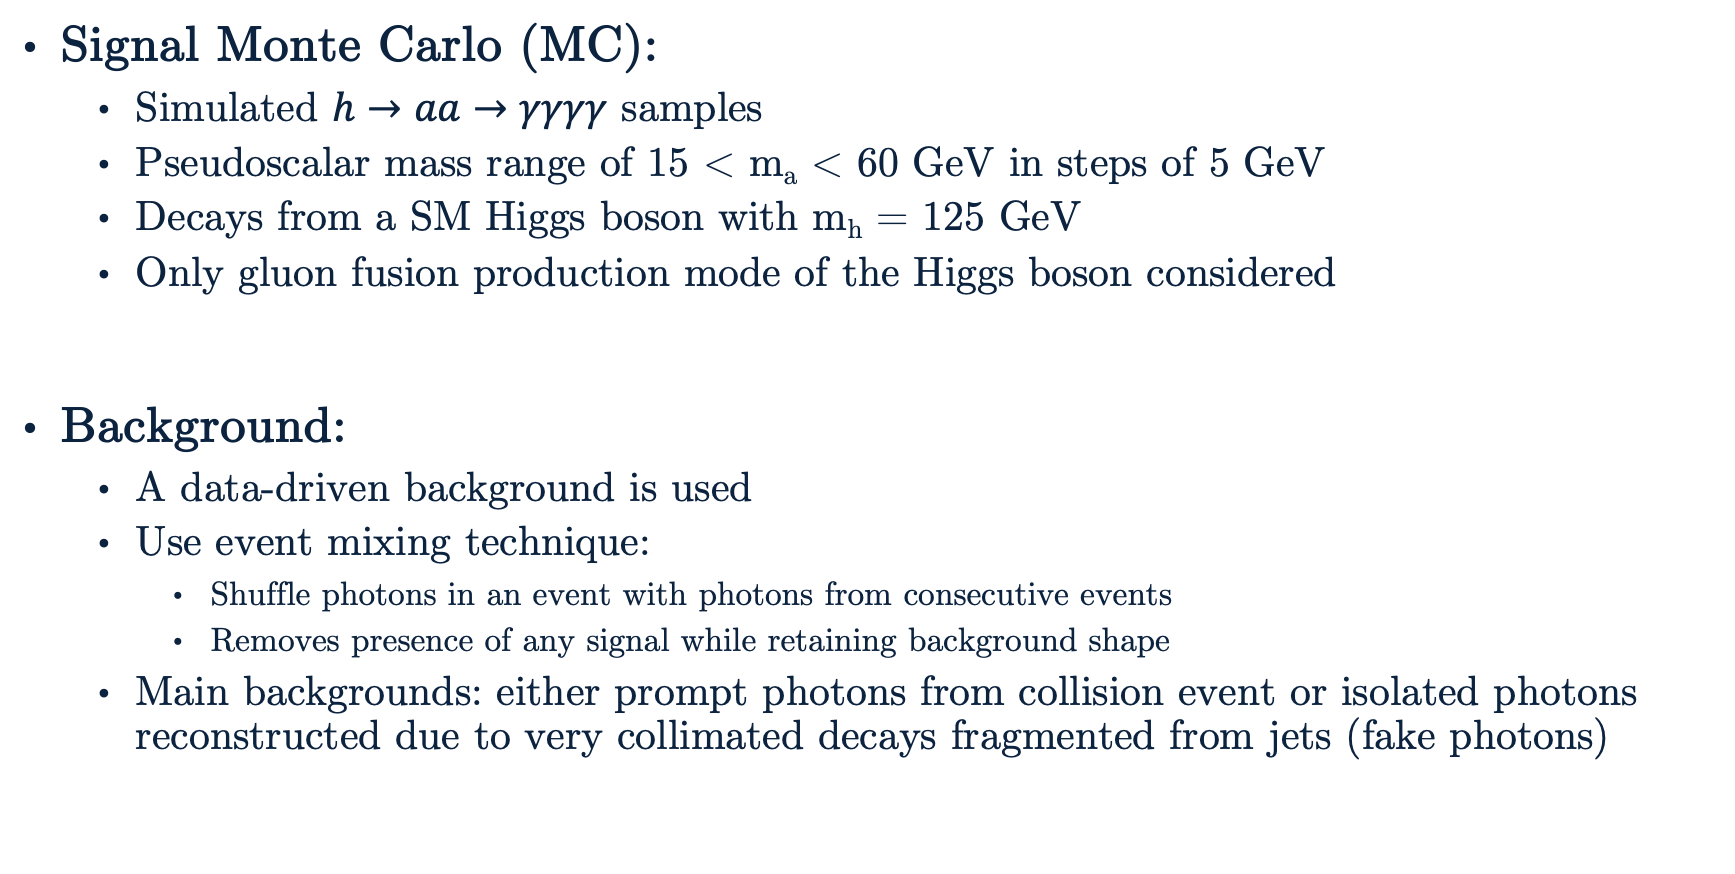 • Signal Monte Carlo (MC):
• Simulated h → aa → γγγγ samples
• Pseudoscalar mass range of 15 < mₐ < 60 GeV in steps of 5 GeV
• Decays from a SM Higgs boson with mₕ = 125 GeV
• Only gluon fusion production mode of the Higgs boson considered
• Background:
• A data-driven background is used
• Use event mixing technique:
• Shuffle photons in an event with photons from consecutive events
• Removes presence of any signal while retaining background shape
• Main backgrounds: either prompt photons from collision event or isolated photons
reconstructed due to very collimated decays fragmented from jets (fake photons)